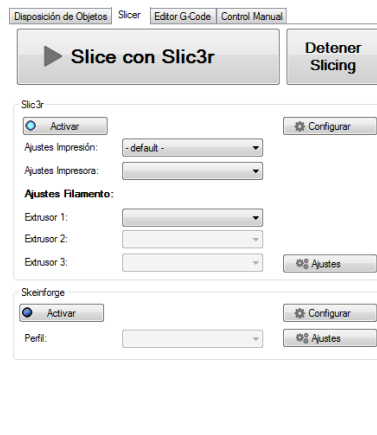 Disposición de Objetos Slicer Editor G-Code Control Manual
Slice con Slic3r
Detener
Slicing
Slic3r
Activar Configurar
Ajustes Impresión: - default -
Ajustes Impresora:
Ajustes Filamento:
Extrusor 1:
Extrusor 2:
Extrusor 3: Ajustes
Skeinforge
Activar Configurar
Perfil: Ajustes